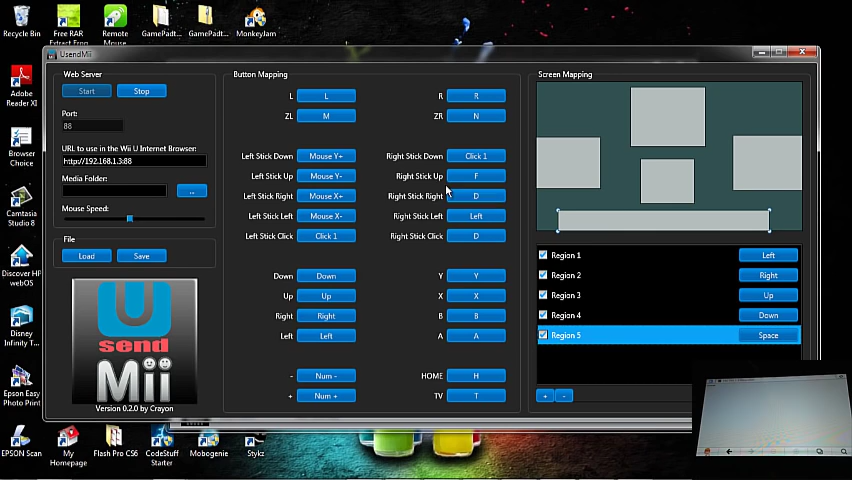 Recycle Bin
Free RAR
Extract Frog
Remote
Mouse
GamePadt...
GamePadt...
MonkeyJam
UsendMii
Adobe
Reader XI
Browser
Choice
Camtasia
Studio 8
Discover HP
webOS
Disney
Infinity T...
Epson Easy
Photo Print
EPSON Scan
My
Homepage
Flash Pro CS6
CodeStuff
Starter
Mobogenie
Stykz
Web Server
Start
Stop
Port:
88
URL to use in the Wii U Internet Browser:
http://192.168.1.3:88
Media Folder:
..
Mouse Speed:
File
Load
Save
U
send
Mii
Version 0.2.0 by Crayon
Button Mapping
L L
R R
ZL M
ZR N
Left Stick Down Mouse Y+
Right Stick Down Click 1
Left Stick Up Mouse Y-
Right Stick Up F
Left Stick Right Mouse X+
Right Stick Right D
Left Stick Left Mouse X-
Right Stick Left Left
Left Stick Click Click 1
Right Stick Click D
Down Down
Y Y
Up Up
X X
Right Right
B B
Left Left
A A
- Num -
HOME H
+ Num +
TV T
Screen Mapping
Region 1 Left
Region 2 Right
Region 3 Up
Region 4 Down
Region 5 Space
+ -